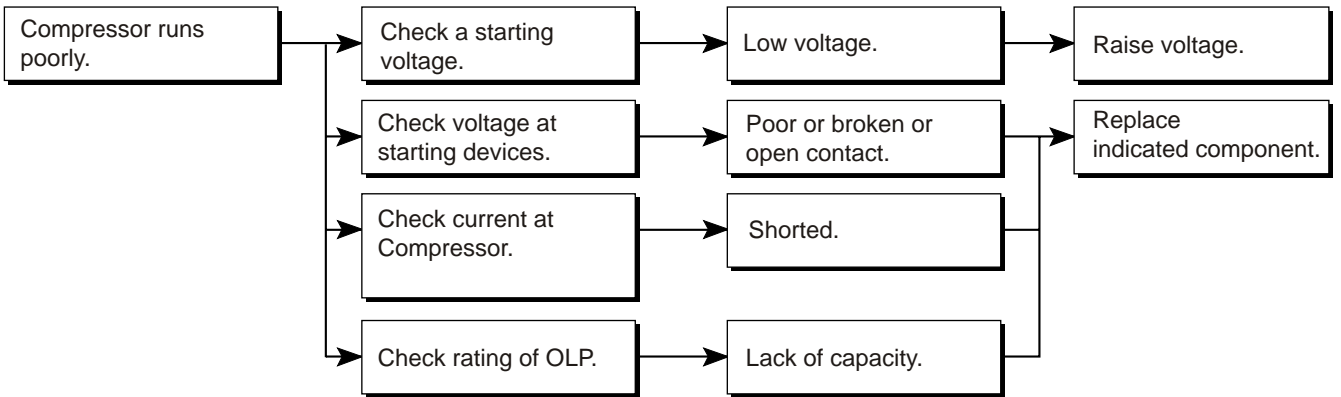 Compressor runs
poorly.
Check a starting
voltage.
Low voltage.
Raise voltage.
Check voltage at
starting devices.
Poor or broken or
open contact.
Replace
indicated component.
Check current at
Compressor.
Shorted.
Check rating of OLP.
Lack of capacity.